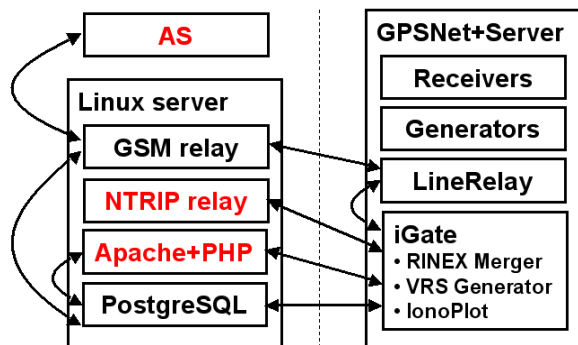 AS
Linux server
GSM relay
NTRIP relay
Apache+PHP
PostgreSQL
GPSNet+Server
Receivers
Generators
LineRelay
iGate
• RINEX Merger
• VRS Generator
• IonoPlot